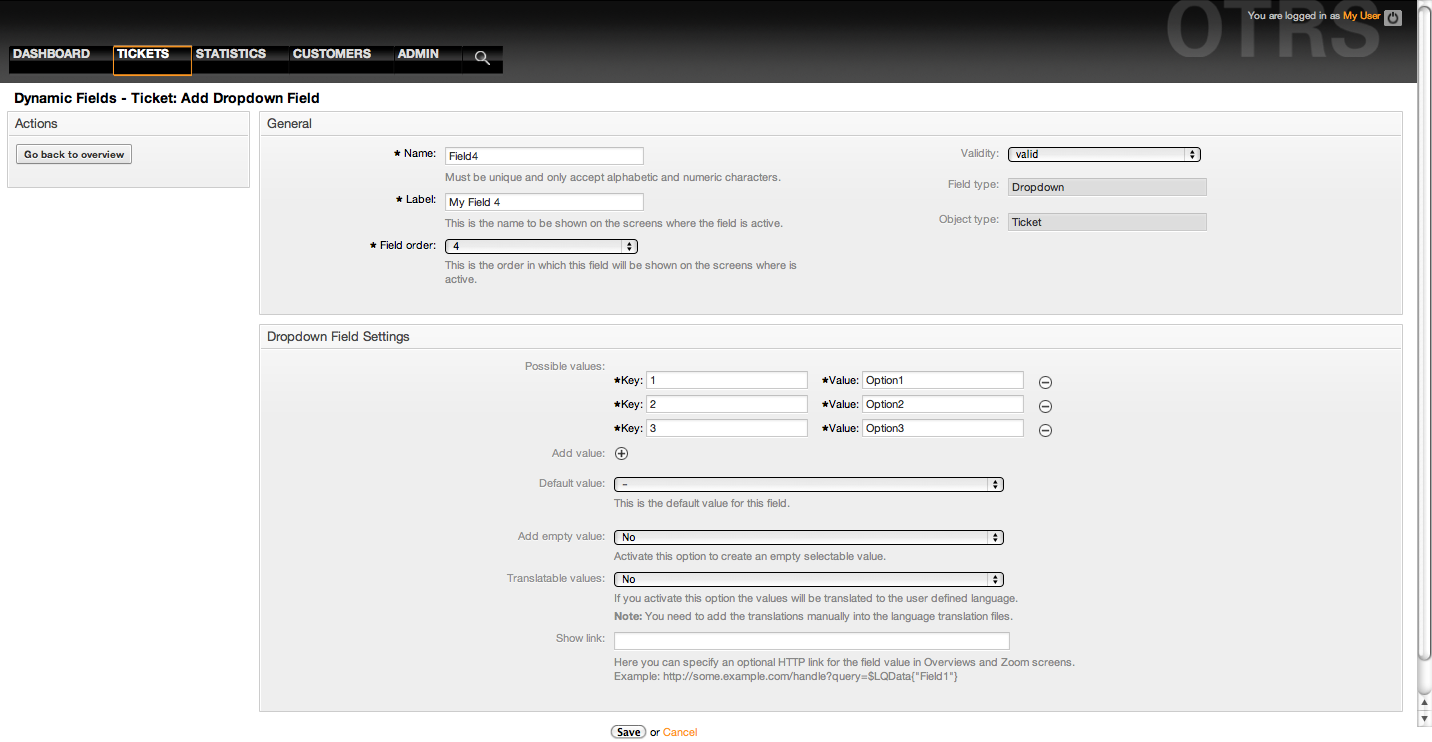 OTRS
You are logged in as My User
DASHBOARD TICKETS STATISTICS CUSTOMERS ADMIN
Dynamic Fields - Ticket: Add Dropdown Field
Actions
Go back to overview
General
* Name: Field4
Must be unique and only accept alphabetic and numeric characters.
* Label: My Field 4
This is the name to be shown on the screens where the field is active.
* Field order: 4
This is the order in which this field will be shown on the screens where is
active.
Validity: valid
Field type: Dropdown
Object type: Ticket
Dropdown Field Settings
Possible values:
*Key: 1 *Value: Option1
*Key: 2 *Value: Option2
*Key: 3 *Value: Option3
Add value:
Default value: -
This is the default value for this field.
Add empty value: No
Activate this option to create an empty selectable value.
Translatable values: No
If you activate this option the values will be translated to the user defined language.
Note: You need to add the translations manually into the language translation files.
Show link:
Here you can specify an optional HTTP link for the field value in Overviews and Zoom screens.
Example: http://some.example.com/handle?query=$LQData{"Field1"}
Save or Cancel